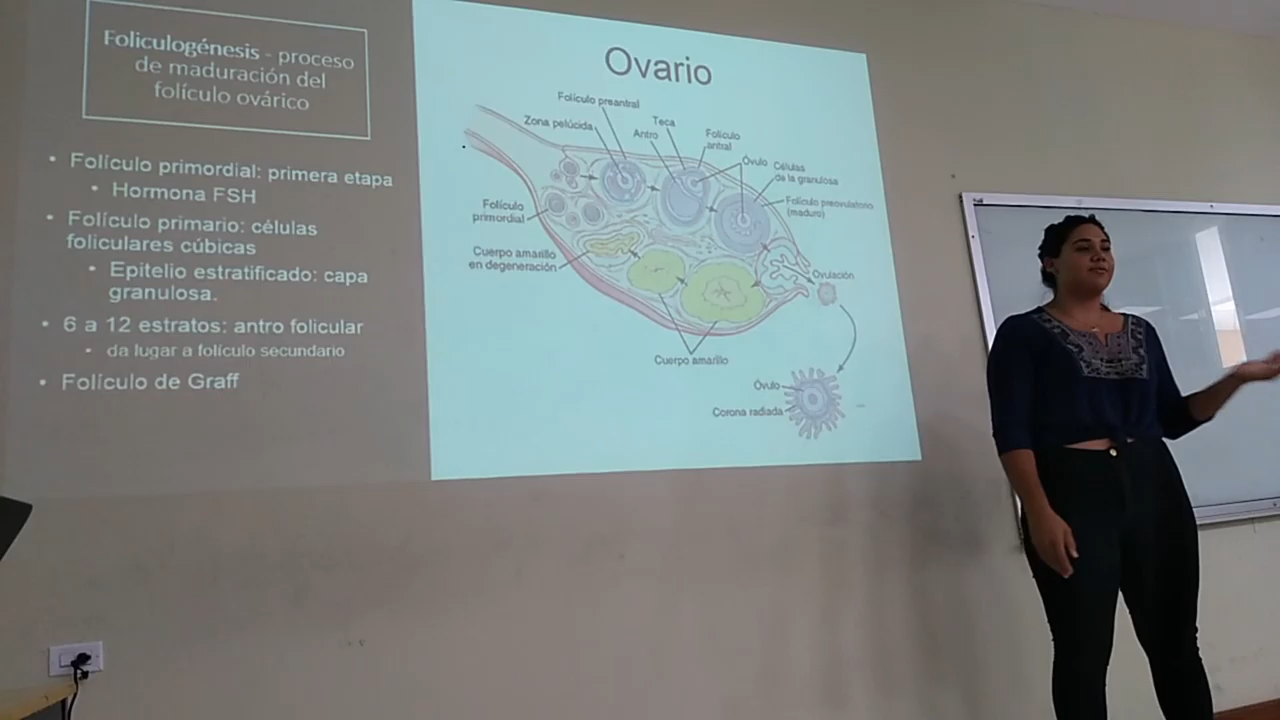 Foliculogénesis - proceso
de maduración del
folículo ovárico
• Folículo primordial: primera etapa
• Hormona FSH
• Folículo primario: células
foliculares cúbicas
• Epitelio estratificado: capa
granulosa.
• 6 a 12 estratos: antro folicular
• da lugar a folículo secundario
• Folículo de Graff
Ovario
Folículo preantral
Zona pelúcida
Teca
Antro
Folículo
antral
Óvulo
Células
de la granulosa
Folículo preovulatorio
(maduro)
Folículo
primordial
Cuerpo amarillo
en degeneración
Ovulación
Cuerpo amarillo
Óvulo
Corona radiada